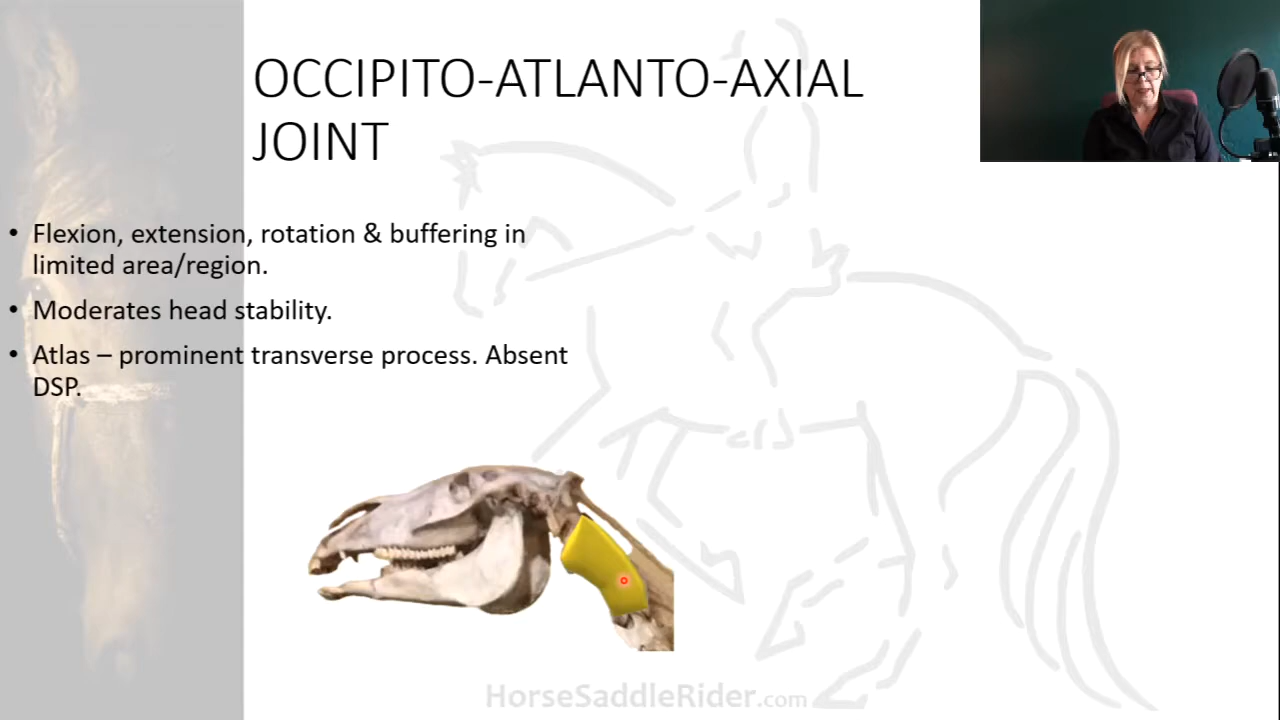 OCCIPITO-ATLANTO-AXIAL
JOINT
• Flexion, extension, rotation & buffering in
limited area/region.
• Moderates head stability.
• Atlas – prominent transverse process. Absent
DSP.
HorseSaddleRider.com